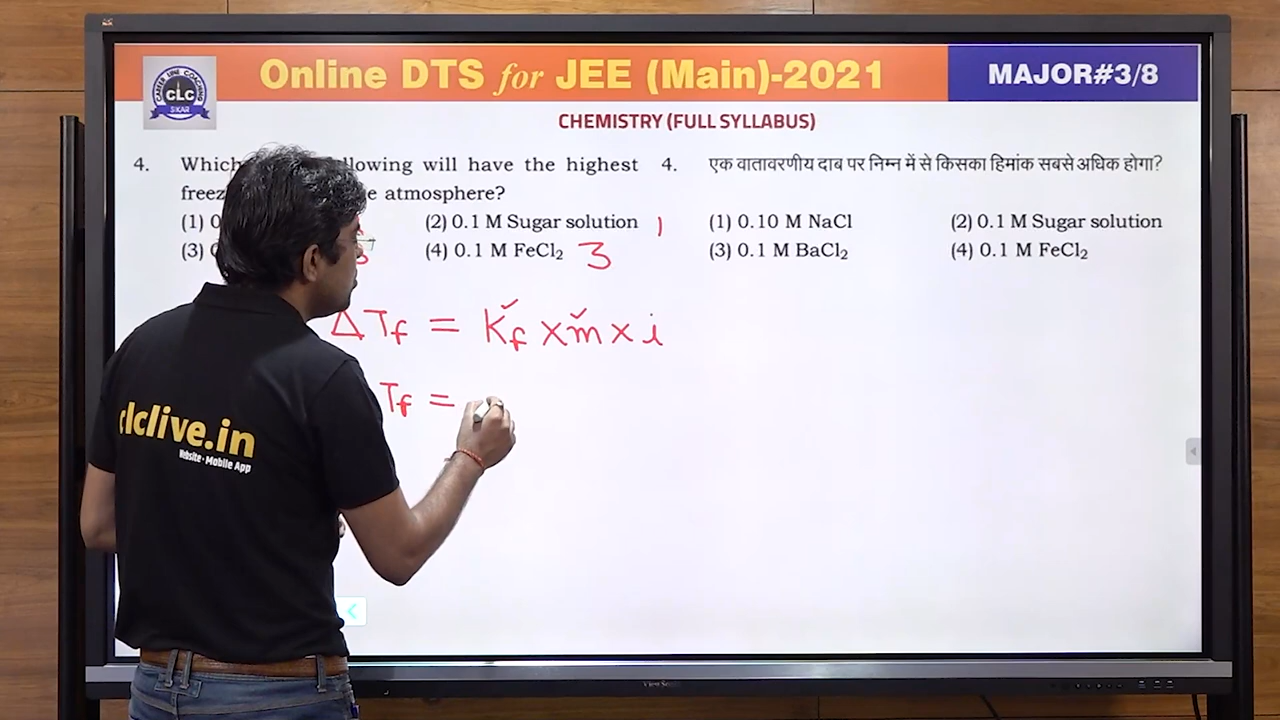 Online DTS for JEE (Main)-2021
MAJOR#3/8
CLC
SIKAR
CHEMISTRY (FULL SYLLABUS)
4. Which llowing will have the highest
freez e atmosphere?
(1) 0 (2) 0.1 M Sugar solution 1
(3) (4) 0.1 M FeCl₂ 3
4. एक वातावरणीय दाब पर निम्न में से किसका हिमांक सबसे अधिक होगा?
(1) 0.10 M NaCl (2) 0.1 M Sugar solution
(3) 0.1 M BaCl₂ (4) 0.1 M FeCl₂
ΔTf = Kf × m × i
Tf =
clclive.in
Website • Mobile App